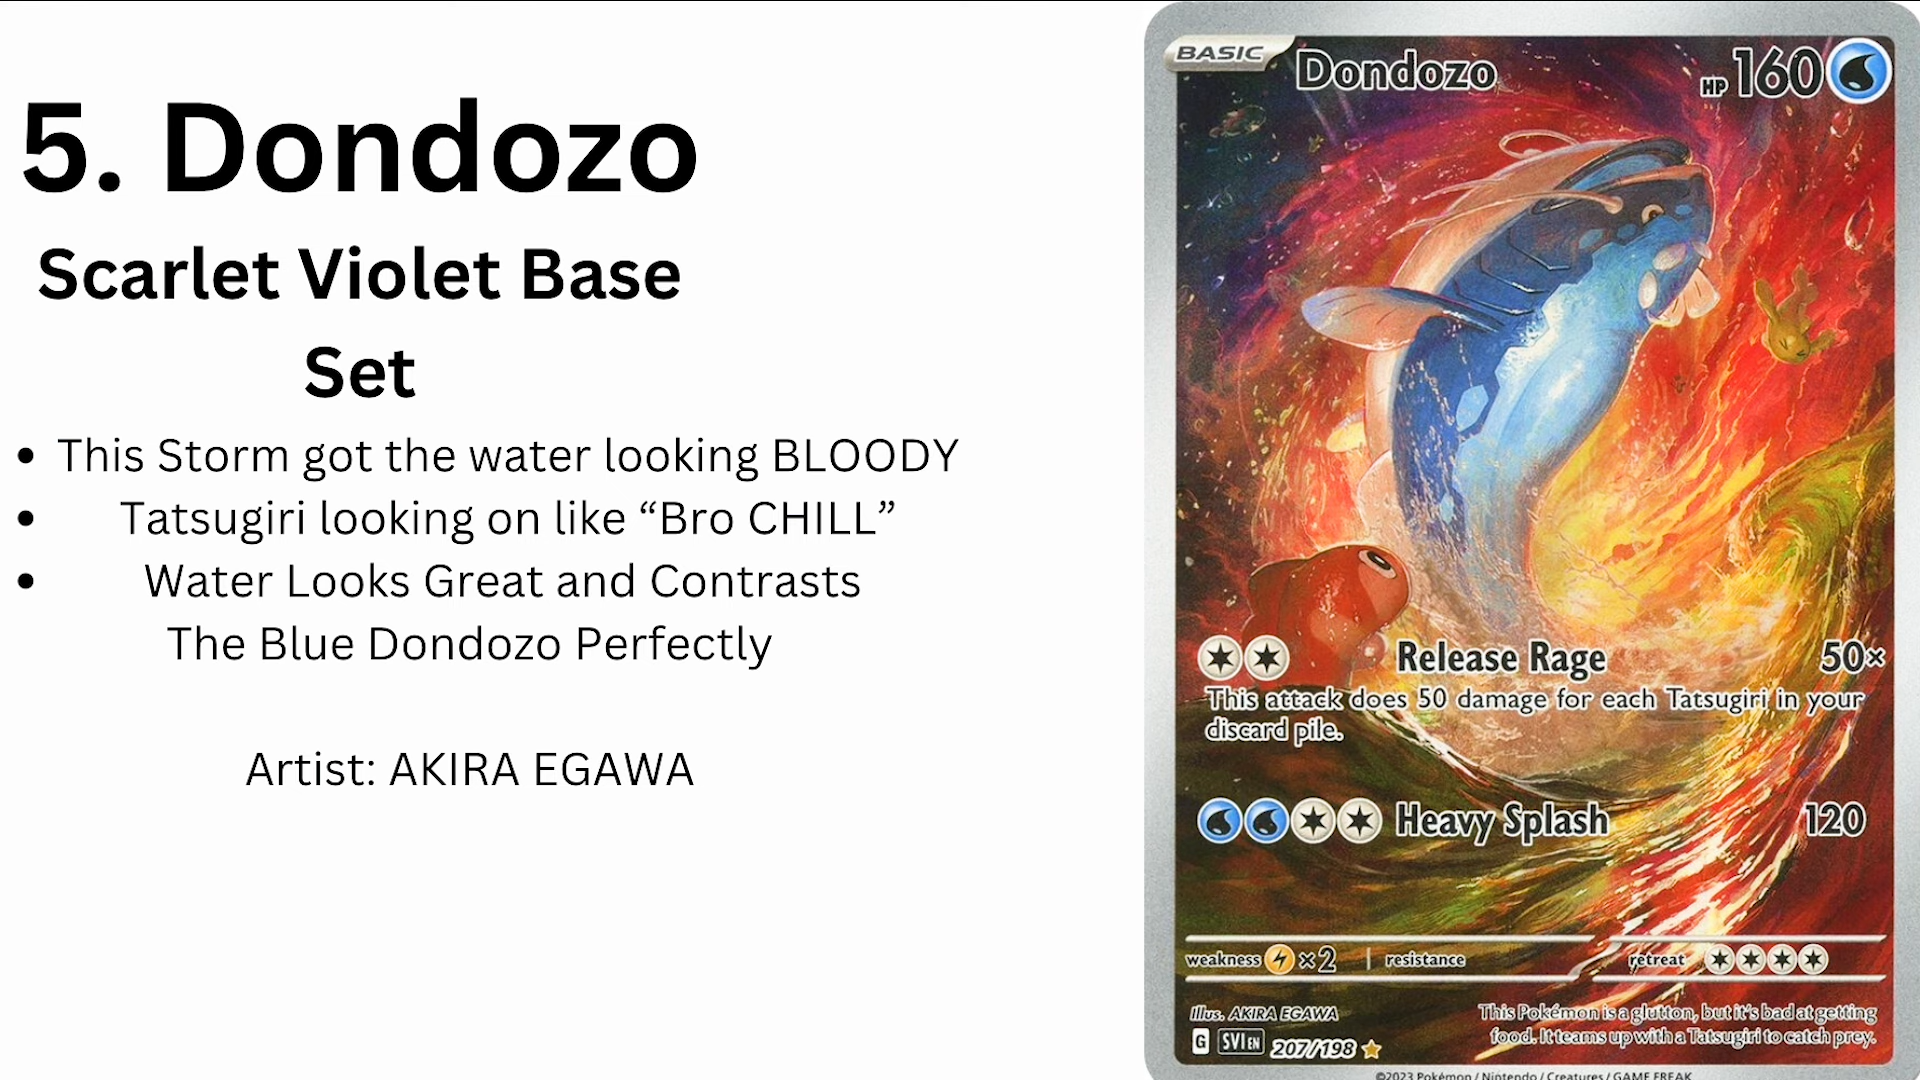 5. Dondozo
Scarlet Violet Base
Set
• This Storm got the water looking BLOODY
• Tatsugiri looking on like “Bro CHILL”
• Water Looks Great and Contrasts
The Blue Dondozo Perfectly
Artist: AKIRA EGAWA
BASIC Dondozo HP 160
Release Rage 50×
This attack does 50 damage for each Tatsugiri in your
discard pile.
Heavy Splash 120
weakness ×2 resistance retreat
Illus. AKIRA EGAWA
G SVI EN 207/198
This Pokémon is a glutton, but it's bad at getting
food. It teams up with a Tatsugiri to catch prey.
©2023 Pokémon / Nintendo / Creatures / GAME FREAK